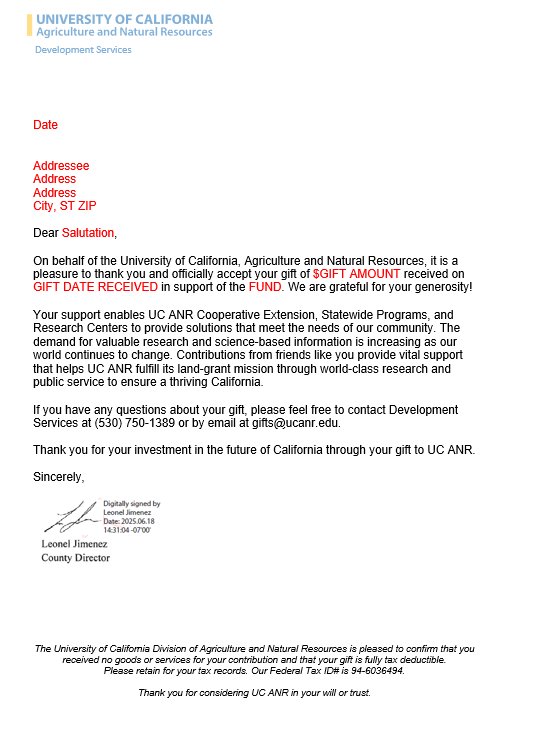 UNIVERSITY OF CALIFORNIA
Agriculture and Natural Resources
Development Services
Date
Addressee
Address
Address
City, ST ZIP
Dear Salutation,
On behalf of the University of California, Agriculture and Natural Resources, it is a
pleasure to thank you and officially accept your gift of $GIFT AMOUNT received on
GIFT DATE RECEIVED in support of the FUND. We are grateful for your generosity!
Your support enables UC ANR Cooperative Extension, Statewide Programs, and
Research Centers to provide solutions that meet the needs of our community. The
demand for valuable research and science-based information is increasing as our
world continues to change. Contributions from friends like you provide vital support
that helps UC ANR fulfill its land-grant mission through world-class research and
public service to ensure a thriving California.
If you have any questions about your gift, please feel free to contact Development
Services at (530) 750-1389 or by email at gifts@ucanr.edu.
Thank you for your investment in the future of California through your gift to UC ANR.
Sincerely,
Digitally signed by
Leonel Jimenez
Date: 2025.06.18
14:31:04 -07'00'
Leonel Jimenez
County Director
The University of California Division of Agriculture and Natural Resources is pleased to confirm that you
received no goods or services for your contribution and that your gift is fully tax deductible.
Please retain for your tax records. Our Federal Tax ID# is 94-6036494.
Thank you for considering UC ANR in your will or trust.